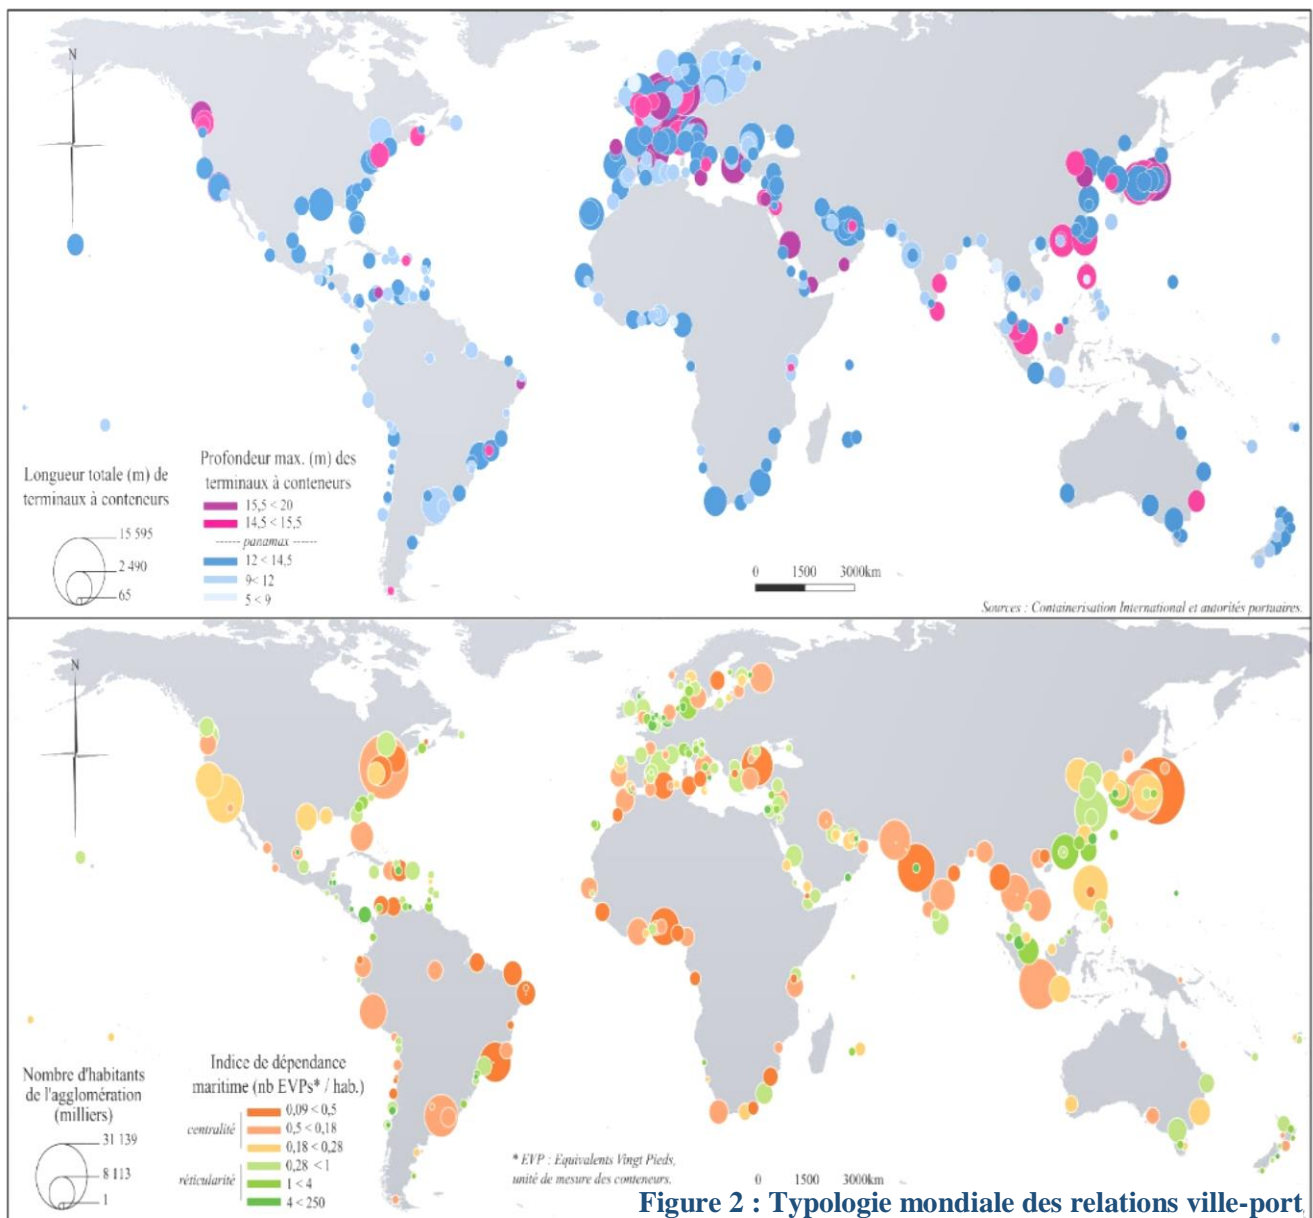 N
Longueur totale (m) de
terminaux à conteneurs
15 595
2 490
65
Profondeur max. (m) des
terminaux à conteneurs
15,5 < 20
14,5 < 15,5
------ panamax ------
12 < 14,5
9< 12
5 < 9
0 1500 3000km
Sources : Containerisation International et autorités portuaires.
N
Nombre d'habitants
de l'agglomération
(milliers)
31 139
8 113
1
Indice de dépendance
maritime (nb EVPs* / hab.)
centralité
0,09 < 0,5
0,5 < 0,18
0,18 < 0,28
réticularité
0,28 < 1
1 < 4
4 < 250
* EVP : Equivalents Vingt Pieds,
unité de mesure des conteneurs.
0 1500 3000km
Figure 2 : Typologie mondiale des relations ville-port